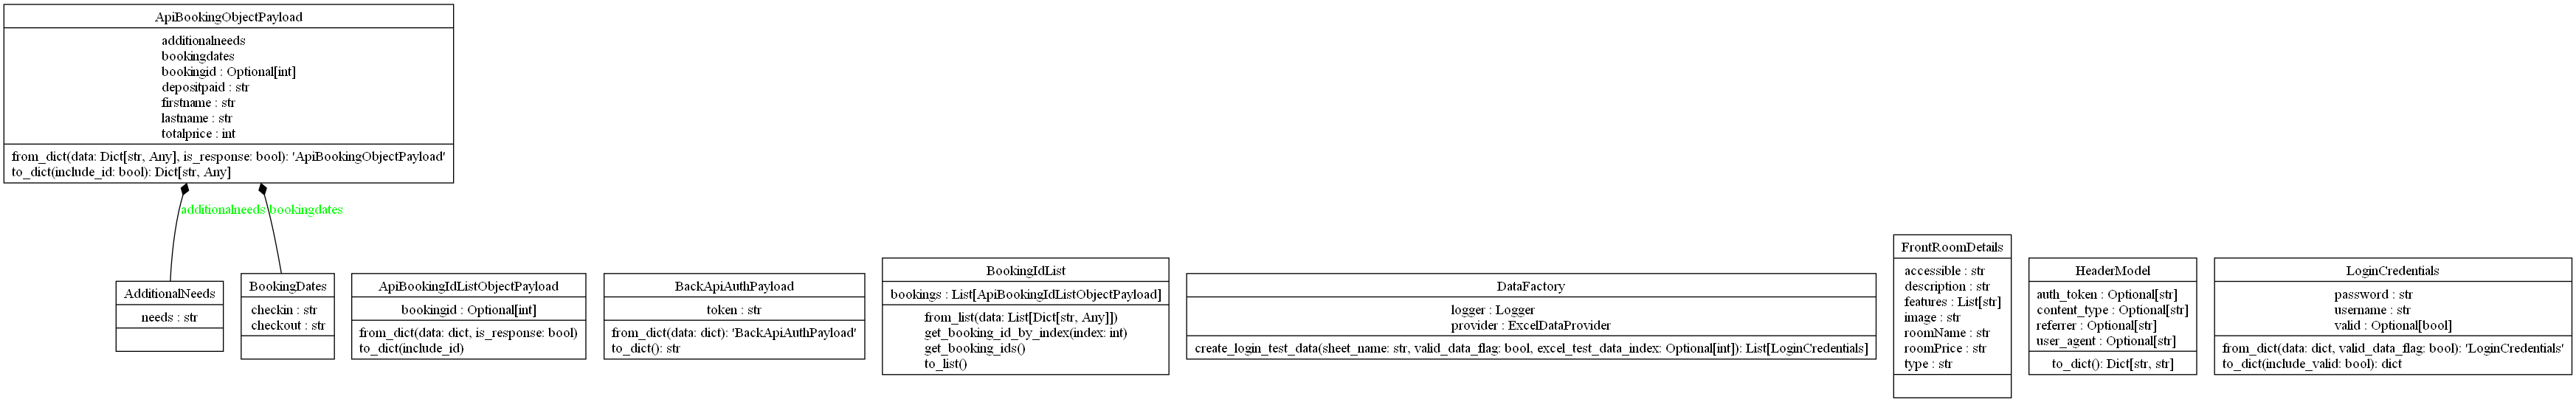 ApiBookingObjectPayload
additionalneeds
bookingdates
bookingid : Optional[int]
depositpaid : str
firstname : str
lastname : str
totalprice : int
from_dict(data: Dict[str, Any], is_response: bool): 'ApiBookingObjectPayload'
to_dict(include_id: bool): Dict[str, Any]
additionalneeds
bookingdates
AdditionalNeeds
needs : str
BookingDates
checkin : str
checkout : str
ApiBookingIdListObjectPayload
bookingid : Optional[int]
from_dict(data: dict, is_response: bool)
to_dict(include_id)
BackApiAuthPayload
token : str
from_dict(data: dict): 'BackApiAuthPayload'
to_dict(): str
BookingIdList
bookings : List[ApiBookingIdListObjectPayload]
from_list(data: List[Dict[str, Any]])
get_booking_id_by_index(index: int)
get_booking_ids()
to_list()
DataFactory
logger : Logger
provider : ExcelDataProvider
create_login_test_data(sheet_name: str, valid_data_flag: bool, excel_test_data_index: Optional[int]): List[LoginCredentials]
FrontRoomDetails
accessible : str
description : str
features : List[str]
image : str
roomName : str
roomPrice : str
type : str
HeaderModel
auth_token : Optional[str]
content_type : Optional[str]
referrer : Optional[str]
user_agent : Optional[str]
to_dict(): Dict[str, str]
LoginCredentials
password : str
username : str
valid : Optional[bool]
from_dict(data: dict, valid_data_flag: bool): 'LoginCredentials'
to_dict(include_valid: bool): dict